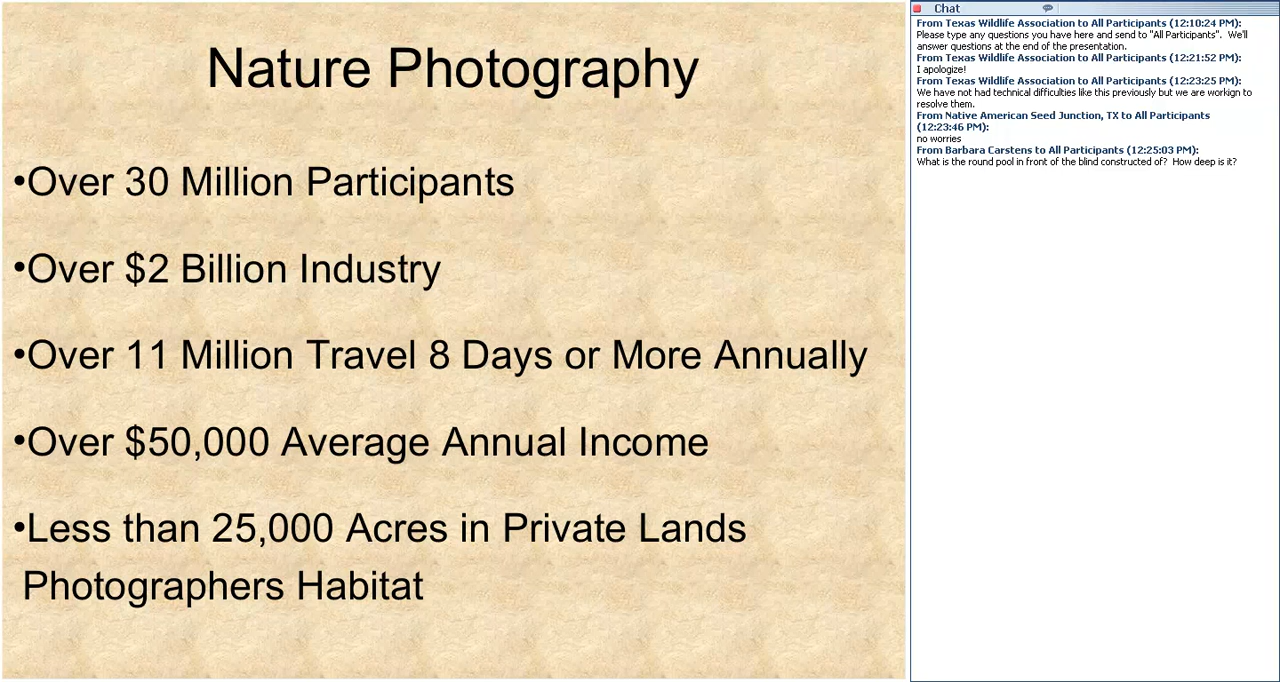 Nature Photography
•Over 30 Million Participants
•Over $2 Billion Industry
•Over 11 Million Travel 8 Days or More Annually
•Over $50,000 Average Annual Income
•Less than 25,000 Acres in Private Lands
Photographers Habitat
Chat
From Texas Wildlife Association to All Participants (12:10:24 PM):
Please type any questions you have here and send to "All Participants".  We'll
answer questions at the end of the presentation.
From Texas Wildlife Association to All Participants (12:21:52 PM):
I apologize!
From Texas Wildlife Association to All Participants (12:23:25 PM):
We have not had technical difficulties like this previously but we are workign to
resolve them.
From Native American Seed Junction, TX to All Participants
(12:23:46 PM):
no worries
From Barbara Carstens to All Participants (12:25:03 PM):
What is the round pool in front of the blind constructed of?  How deep is it?